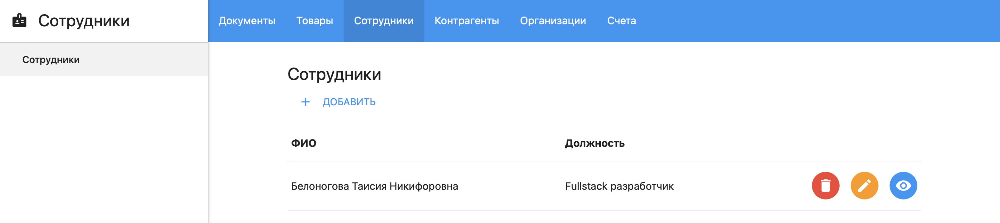 Сотрудники
Документы Товары Сотрудники Контрагенты Организации Счета
Сотрудники
Сотрудники
+ ДОБАВИТЬ
ФИО Должность
Белоногова Таисия Никифоровна Fullstack разработчик